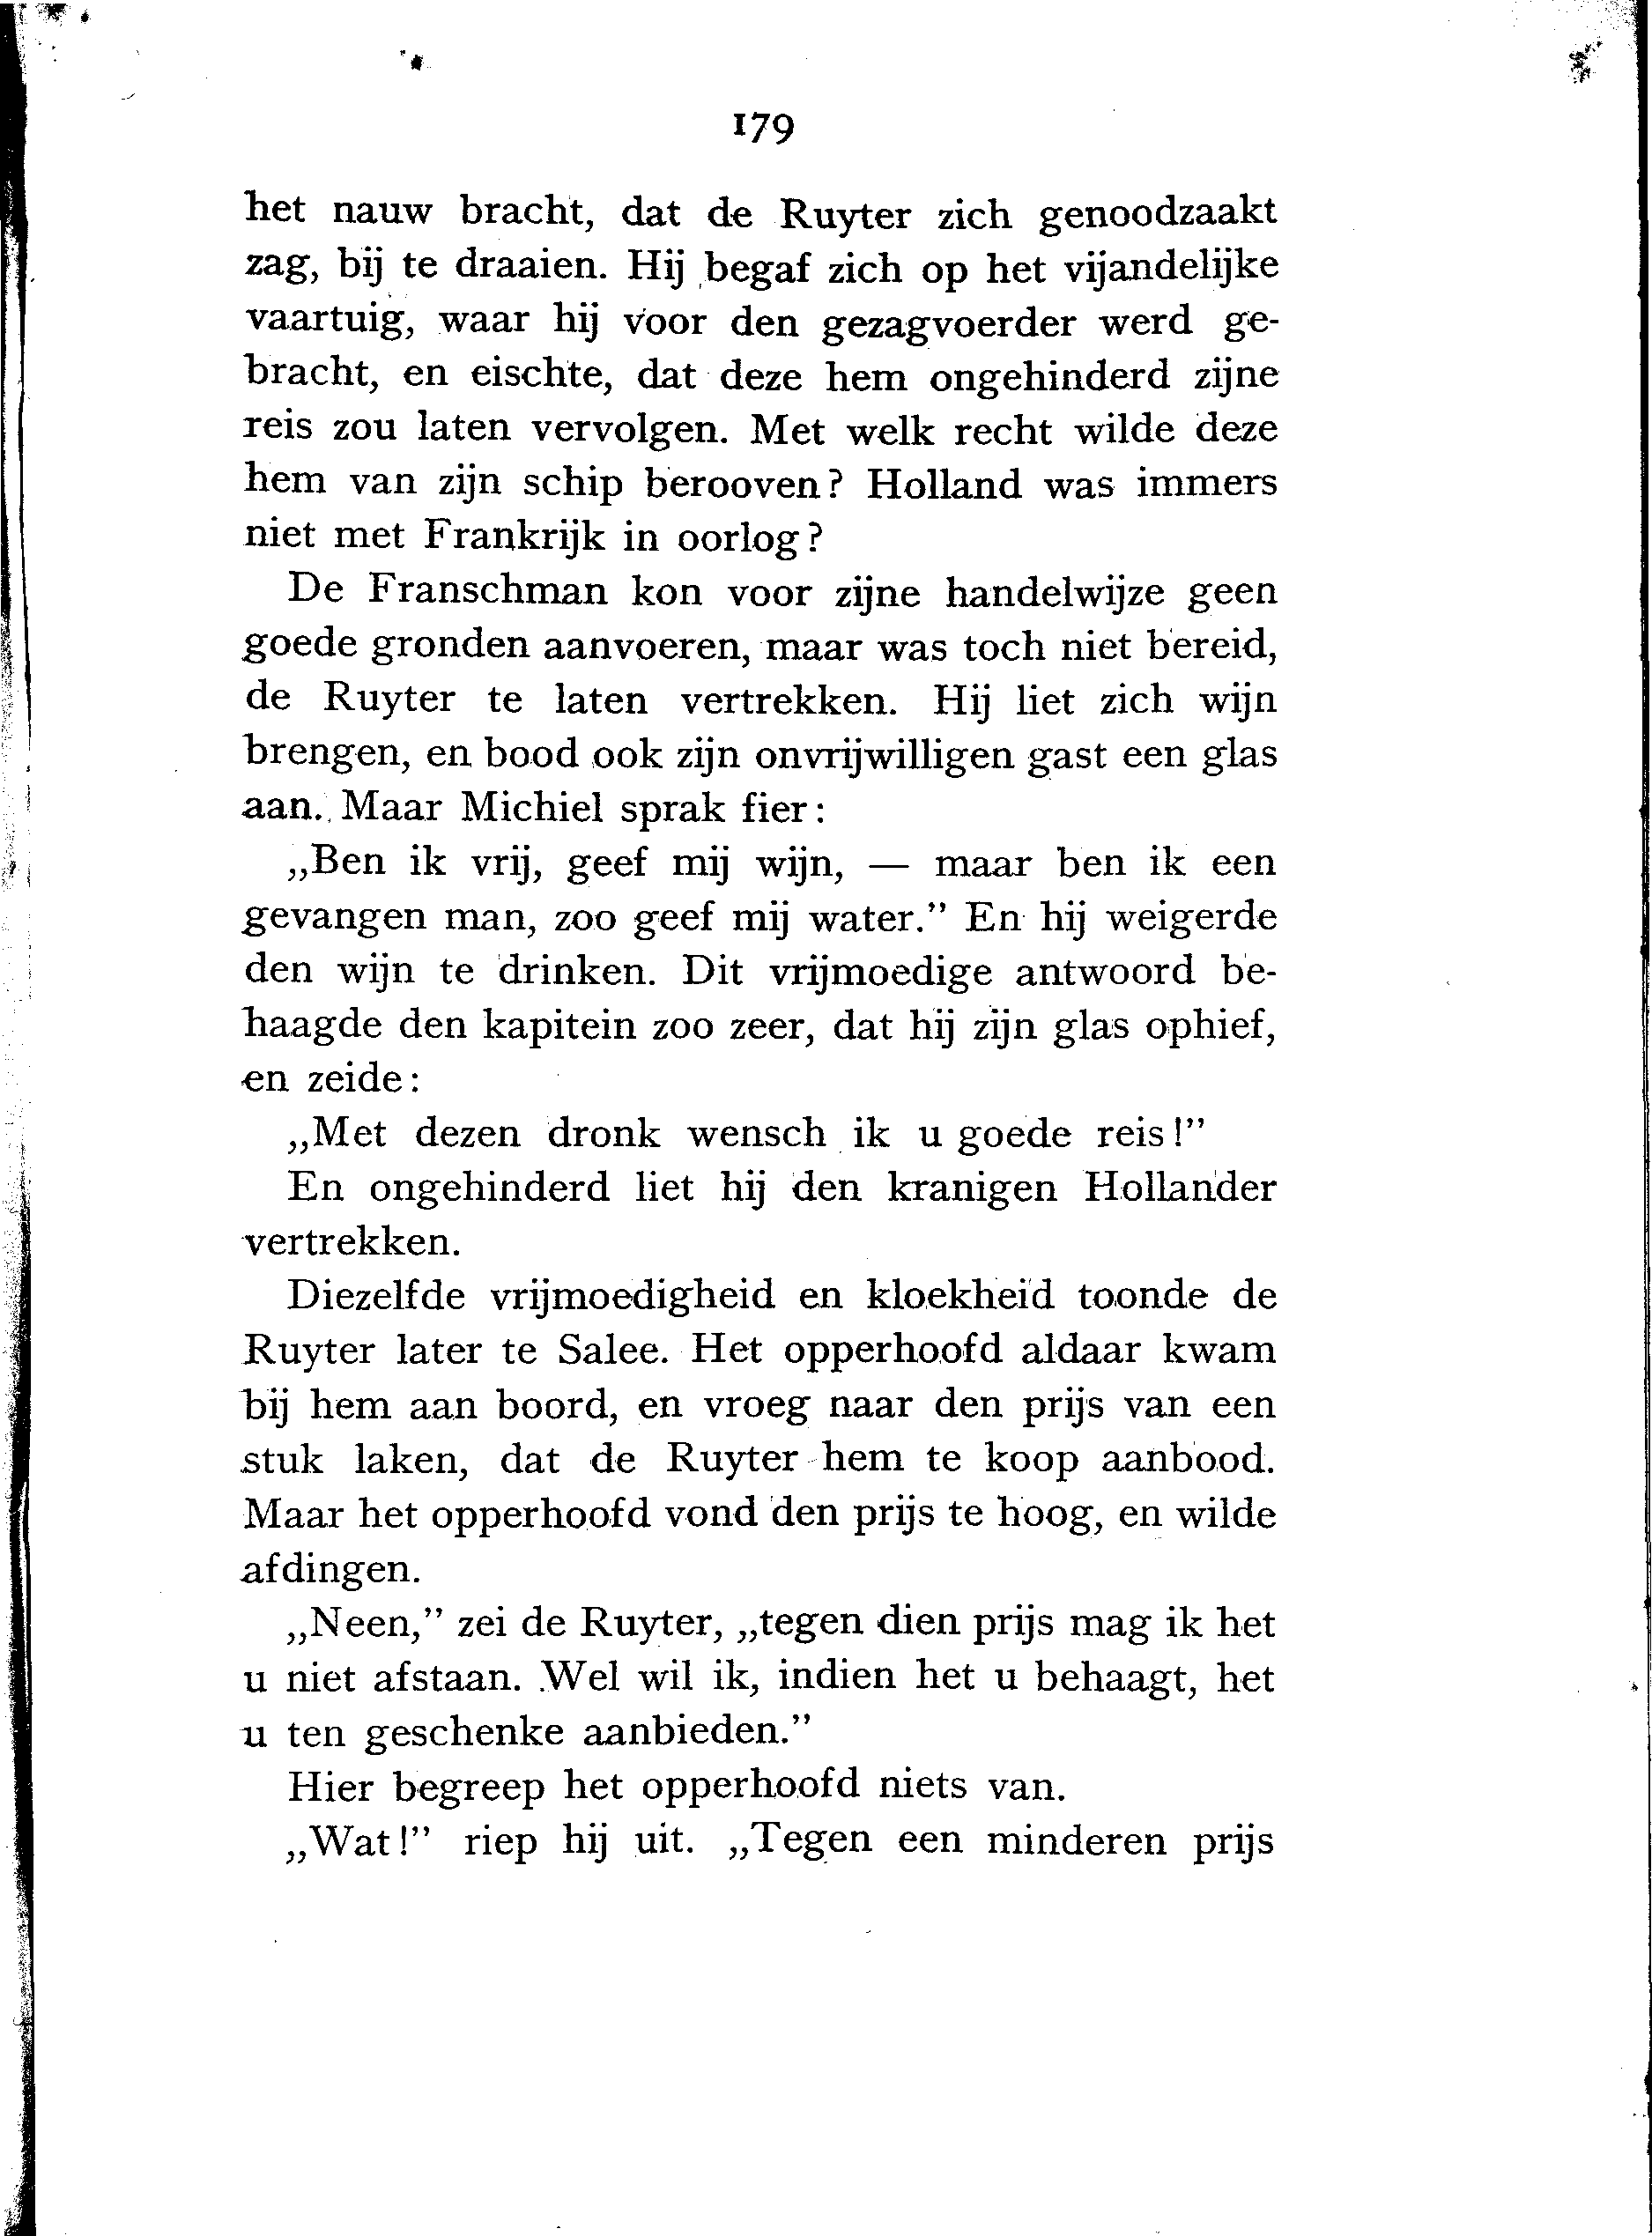 179
het nauw bracht, dat de Ruyter zich genoodzaakt
zag, bij te draaien. Hij begaf zich op het vijandelijke
vaartuig, waar hij voor den gezagvoerder werd ge-
bracht, en eischte, dat deze hem ongehinderd zijne
reis zou laten vervolgen. Met welk recht wilde deze
hem van zijn schip berooven? Holland was immers
niet met Frankrijk in oorlog?
De Franschman kon voor zijne handelwijze geen
goede gronden aanvoeren, maar was toch niet bereid,
de Ruyter te laten vertrekken. Hij liet zich wijn
brengen, en bood ook zijn onvrijwilligen gast een glas
aan. Maar Michiel sprak fier:
„Ben ik vrij, geef mij wijn, — maar ben ik een
gevangen man, zoo geef mij water.” En hij weigerde
den wijn te drinken. Dit vrijmoedige antwoord be-
haagde den kapitein zoo zeer, dat hij zijn glas ophief,
en zeide:
„Met dezen dronk wensch ik u goede reis!”
En ongehinderd liet hij den kranigen Hollander
vertrekken.
Diezelfde vrijmoedigheid en kloekheid toonde de
Ruyter later te Salee. Het opperhoofd aldaar kwam
bij hem aan boord, en vroeg naar den prijs van een
stuk laken, dat de Ruyter hem te koop aanbood.
Maar het opperhoofd vond den prijs te hoog, en wilde
afdingen.
„Neen,” zei de Ruyter, „tegen dien prijs mag ik het
u niet afstaan. Wel wil ik, indien het u behaagt, het
u ten geschenke aanbieden.”
Hier begreep het opperhoofd niets van.
„Wat!” riep hij uit. „Tegen een minderen prijs